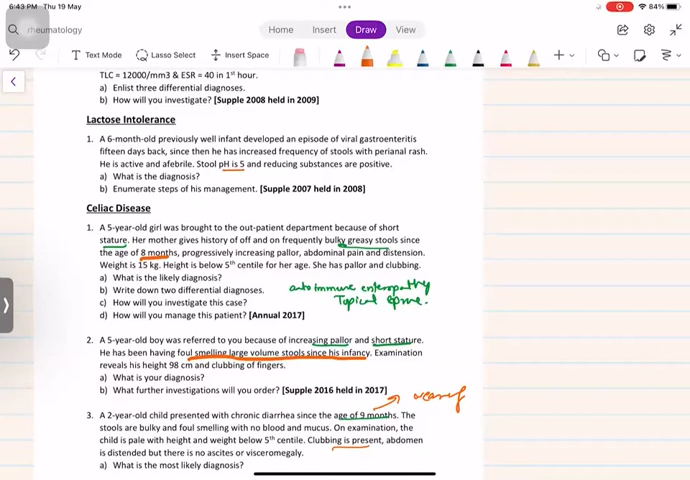 6:43 PM Thu 19 May
84%
rheumatology
Home Insert Draw View
Text Mode Lasso Select Insert Space
TLC = 12000/mm3 & ESR = 40 in 1st hour.
a) Enlist three differential diagnoses.
b) How will you investigate? [Supple 2008 held in 2009]
Lactose Intolerance
1. A 6-month-old previously well infant developed an episode of viral gastroenteritis
fifteen days back, since then he has increased frequency of stools with perianal rash.
He is active and afebrile. Stool pH is 5 and reducing substances are positive.
a) What is the diagnosis?
b) Enumerate steps of his management. [Supple 2007 held in 2008]
Celiac Disease
1. A 5-year-old girl was brought to the out-patient department because of short
stature. Her mother gives history of off and on frequently bulky greasy stools since
the age of 8 months, progressively increasing pallor, abdominal pain and distension.
Weight is 15 kg. Height is below 5th centile for her age. She has pallor and clubbing.
a) What is the likely diagnosis?
b) Write down two differential diagnoses.
autoimmune enteropathy
c) How will you investigate this case?
Topical
d) How will you manage this patient? [Annual 2017]
2. A 5-year-old boy was referred to you because of increasing pallor and short stature.
He has been having foul smelling large volume stools since his infancy. Examination
reveals his height 98 cm and clubbing of fingers.
a) What is your diagnosis?
b) What further investigations will you order? [Supple 2016 held in 2017]
3. A 2-year-old child presented with chronic diarrhea since the age of 9 months. The
stools are bulky and foul smelling with no blood and mucus. On examination, the
child is pale with height and weight below 5th centile. Clubbing is present, abdomen
is distended but there is no ascites or visceromegaly.
a) What is the most likely diagnosis?